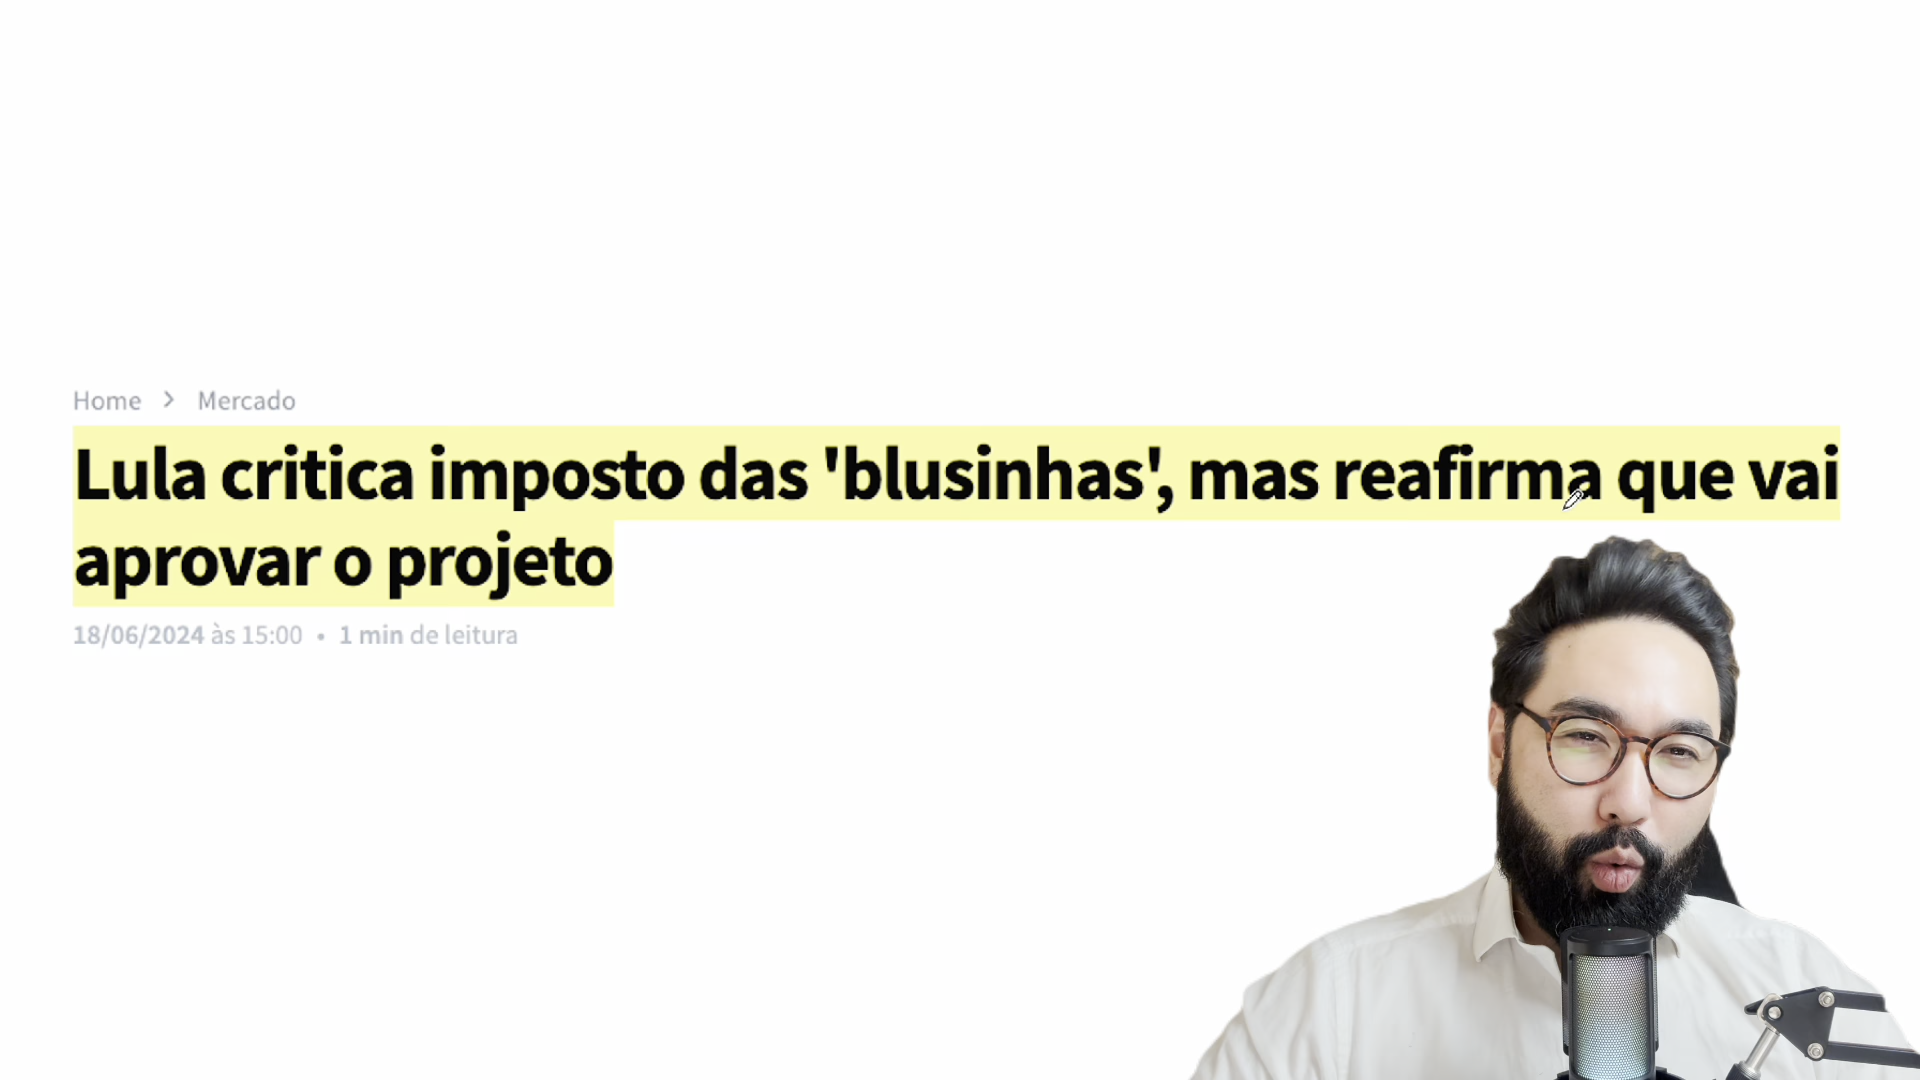 Home > Mercado
Lula critica imposto das 'blusinhas', mas reafirma que vai
aprovar o projeto
18/06/2024 às 15:00 • 1 min de leitura